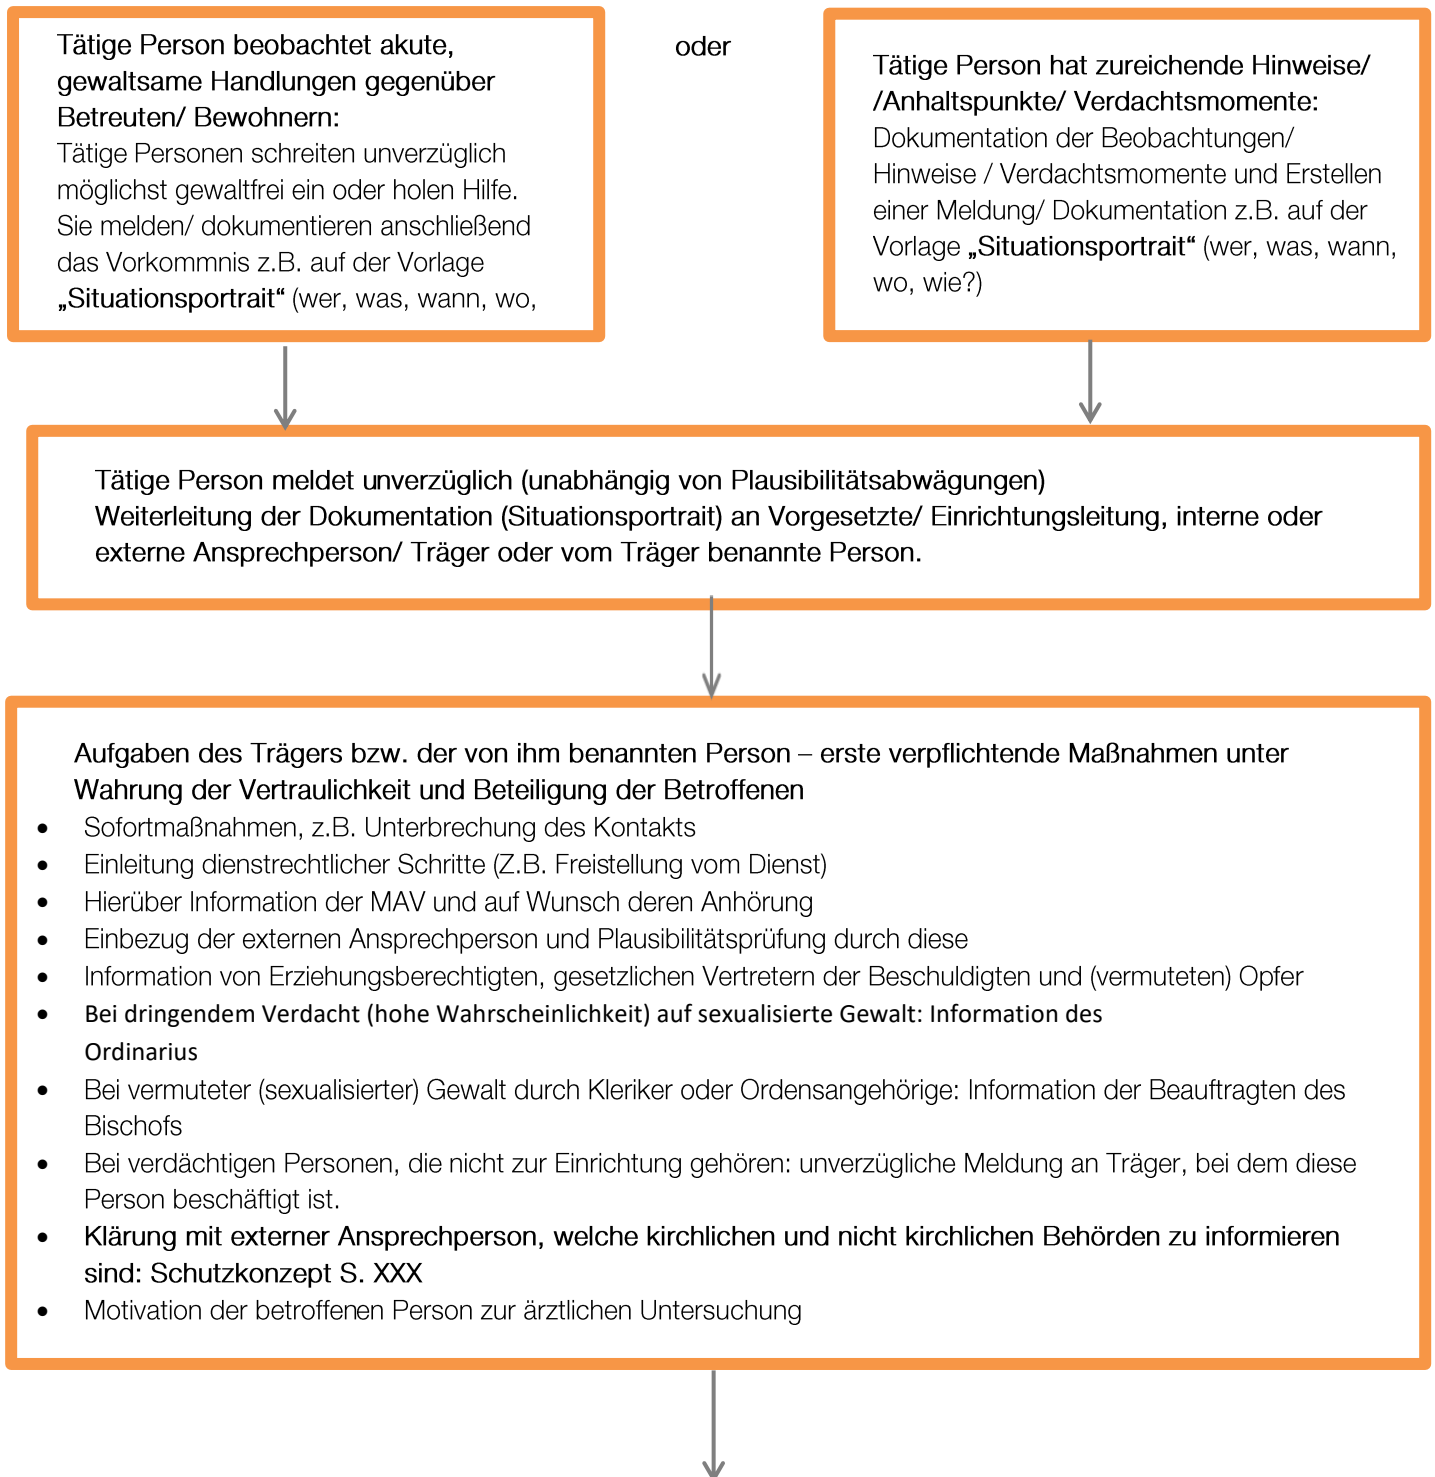 Tätige Person beobachtet akute,
gewaltsame Handlungen gegenüber
Betreuten/ Bewohnern:
Tätige Personen schreiten unverzüglich
möglichst gewaltfrei ein oder holen Hilfe.
Sie melden/ dokumentieren anschließend
das Vorkommnis z.B. auf der Vorlage
„Situationsportrait“ (wer, was, wann, wo,
oder
Tätige Person hat zureichende Hinweise/
/Anhaltspunkte/ Verdachtsmomente:
Dokumentation der Beobachtungen/
Hinweise / Verdachtsmomente und Erstellen
einer Meldung/ Dokumentation z.B. auf der
Vorlage „Situationsportrait“ (wer, was, wann,
wo, wie?)
Tätige Person meldet unverzüglich (unabhängig von Plausibilitätsabwägungen)
Weiterleitung der Dokumentation (Situationsportrait) an Vorgesetzte/ Einrichtungsleitung, interne oder
externe Ansprechperson/ Träger oder vom Träger benannte Person.
Aufgaben des Trägers bzw. der von ihm benannten Person – erste verpflichtende Maßnahmen unter
Wahrung der Vertraulichkeit und Beteiligung der Betroffenen
• Sofortmaßnahmen, z.B. Unterbrechung des Kontakts
• Einleitung dienstrechtlicher Schritte (Z.B. Freistellung vom Dienst)
• Hierüber Information der MAV und auf Wunsch deren Anhörung
• Einbezug der externen Ansprechperson und Plausibilitätsprüfung durch diese
• Information von Erziehungsberechtigten, gesetzlichen Vertretern der Beschuldigten und (vermuteten) Opfer
• Bei dringendem Verdacht (hohe Wahrscheinlichkeit) auf sexualisierte Gewalt: Information des
Ordinarius
• Bei vermuteter (sexualisierter) Gewalt durch Kleriker oder Ordensangehörige: Information der Beauftragten des
Bischofs
• Bei verdächtigen Personen, die nicht zur Einrichtung gehören: unverzügliche Meldung an Träger, bei dem diese
Person beschäftigt ist.
• Klärung mit externer Ansprechperson, welche kirchlichen und nicht kirchlichen Behörden zu informieren
sind: Schutzkonzept S. XXX
• Motivation der betroffenen Person zur ärztlichen Untersuchung